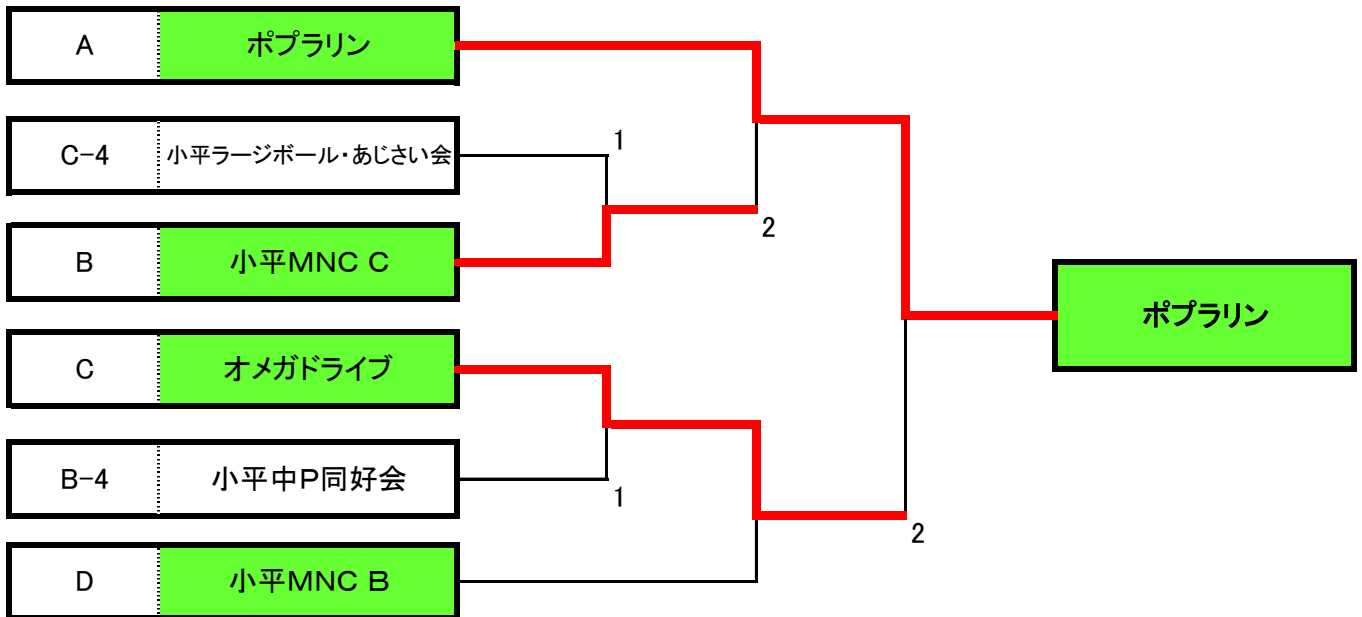 A ポプラリン
1
C-4 小平ラージボール・あじさい会
2
B 小平MNC C
ポプラリン
C オメガドライブ
B-4 小平中P同好会
1
2
D 小平MNC B